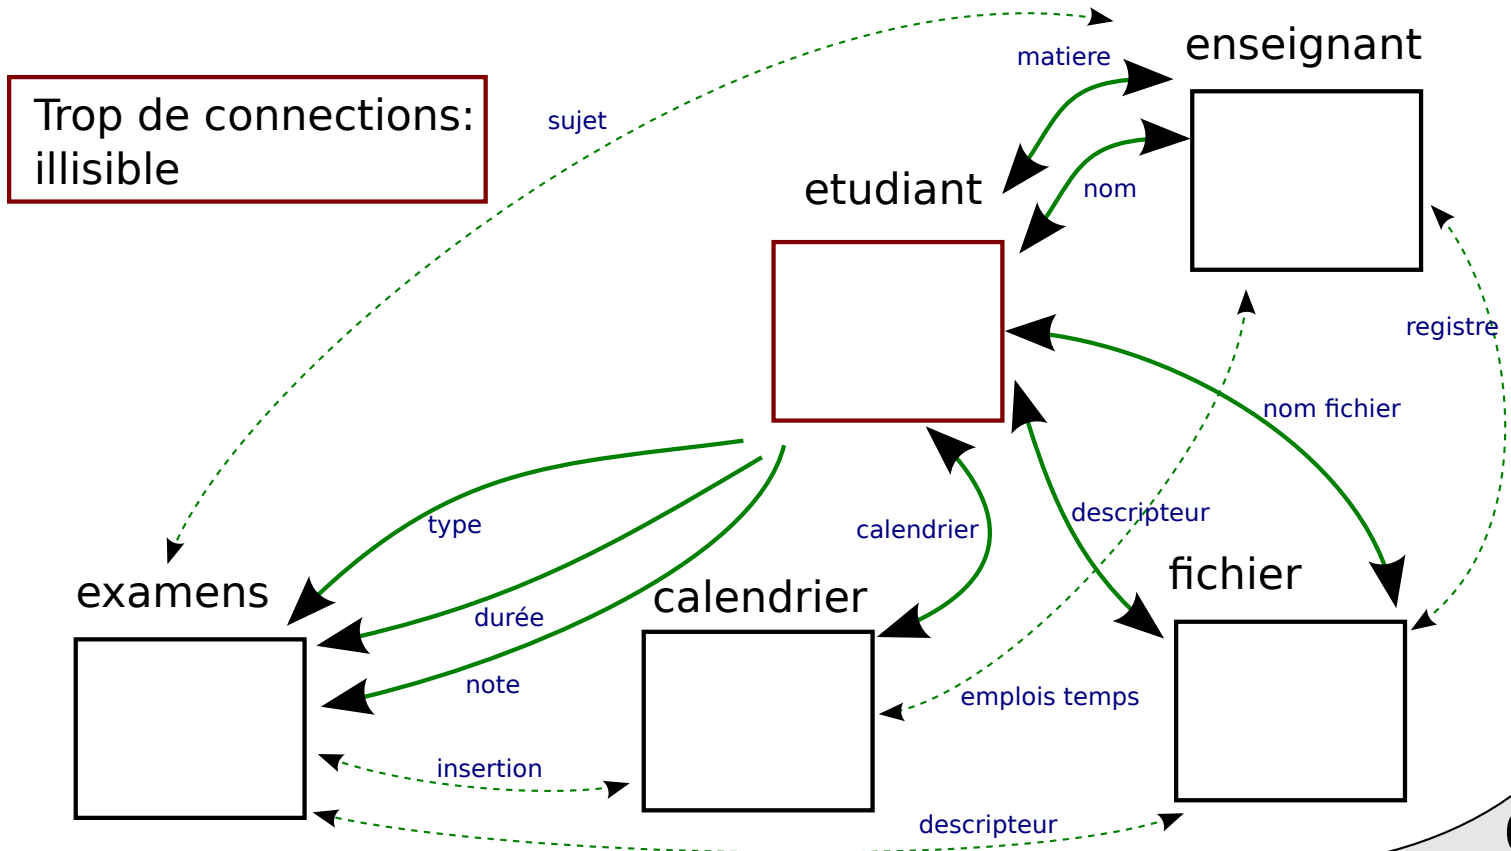 enseignant
matiere
Trop de connections:
illisible
sujet
etudiant
nom
registre
nom fichier
type
calendrier
descripteur
examens
calendrier
fichier
durée
note
emplois temps
insertion
descripteur